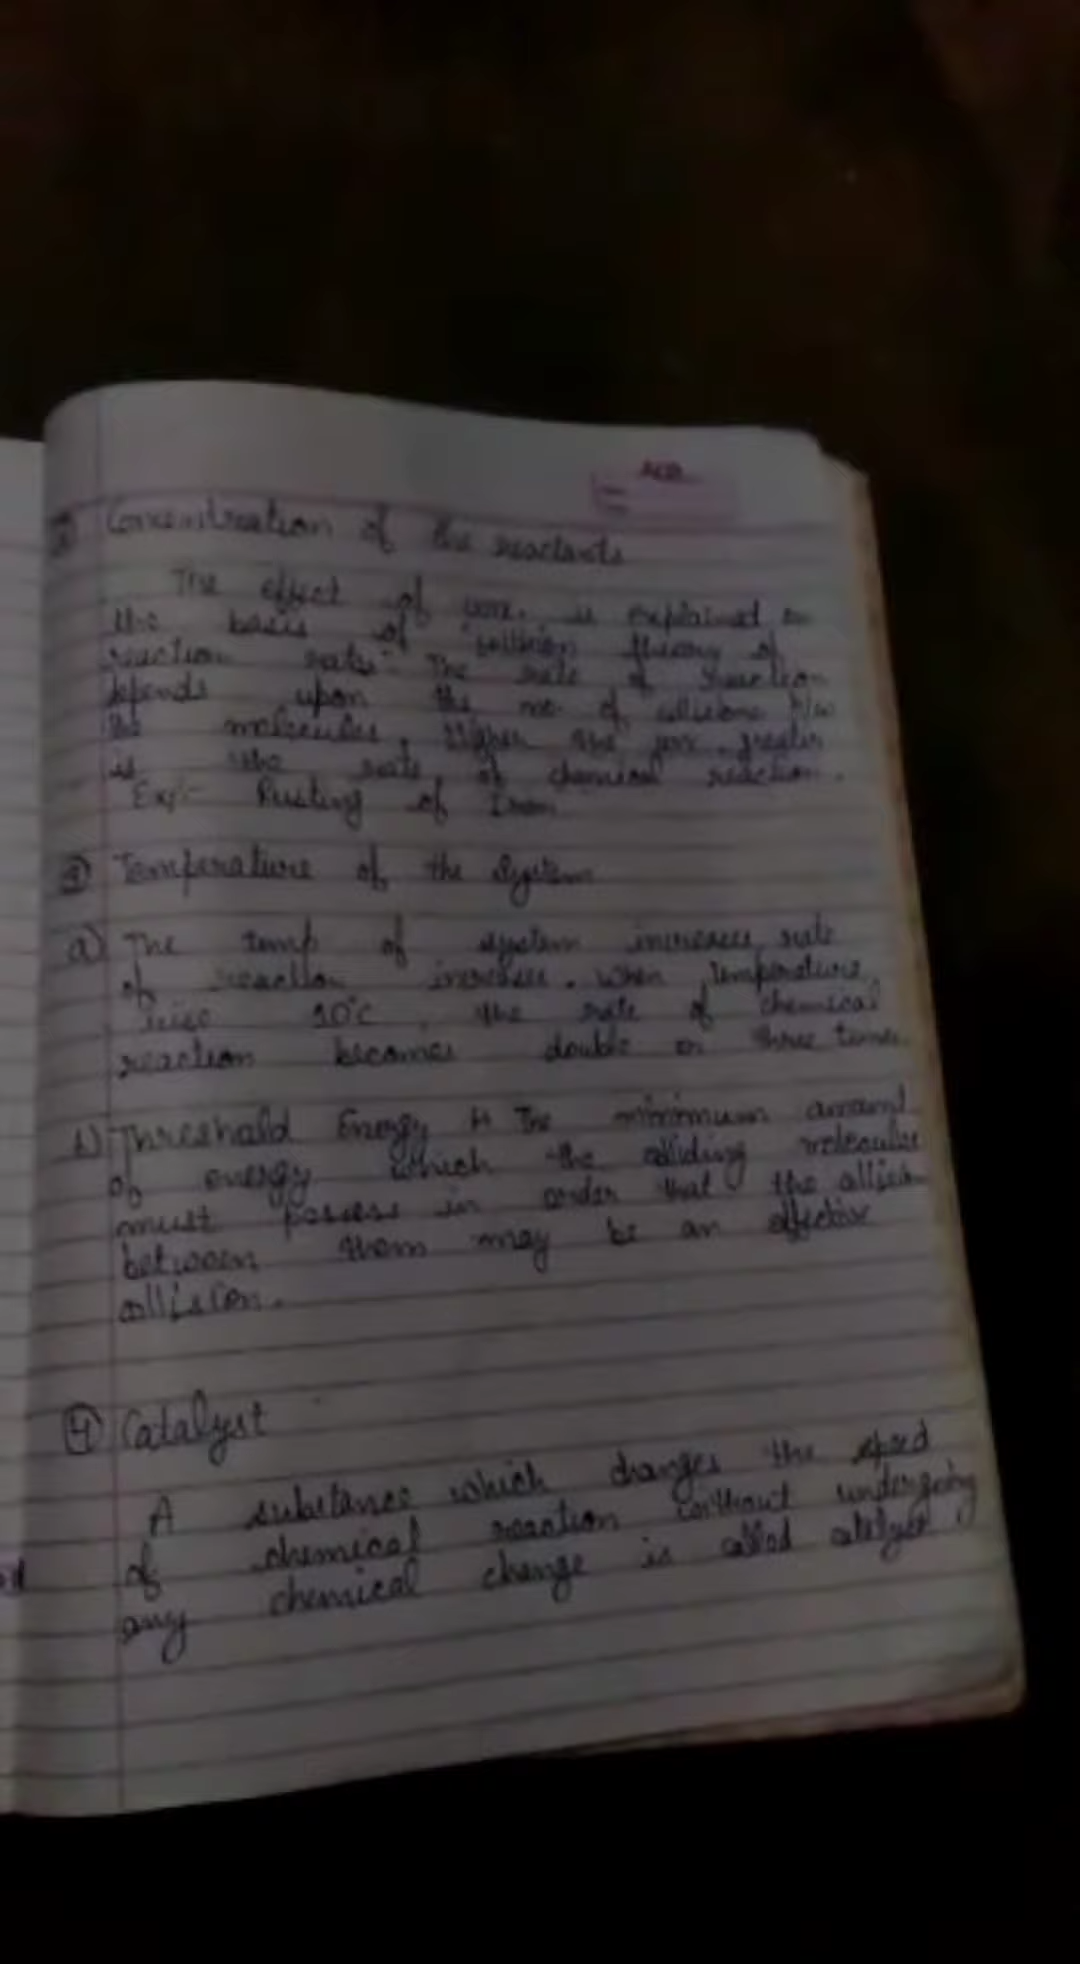 ② Concentration of the reactants
The effect of conc. is explained on
the basis of "collision theory of
reaction rate". The rate of reaction
depends upon the no. of collisions b/w
the molecules. Higher the conc. greater
is the rate of chemical reaction.
Ex:- Rusting of Iron
③ Temperature of the System
a) The temp of system increases, rate
of reaction increases. When temperature
rise 10°C, the rate of chemical
reaction becomes double or three times.
b) Threshold Energy :- The minimum amount
of energy which the colliding molecules
must possess in order that the collision
between them may be an effective
collision.
④ Catalyst
A substance which changes the speed
of chemical reaction without undergoing
any chemical change is called catalyst.